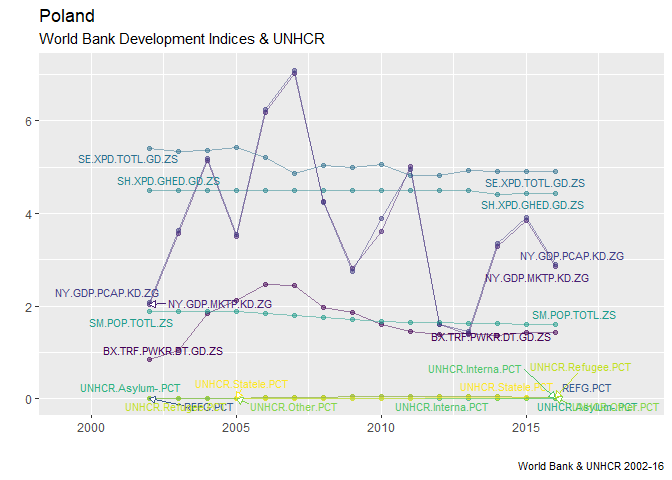 Poland
World Bank Development Indices & UNHCR
6
4
2
0
SE.XPD.TOTL.GD.ZS
SH.XPD.GHED.GD.ZS
SE.XPD.TOTL.GD.ZS
SH.XPD.GHED.GD.ZS
NY.GDP.PCAP.KD.ZG
NY.GDP.MKTP.KD.ZG
NY.GDP.PCAP.KD.ZG
NY.GDP.MKTP.KD.ZG
SM.POP.TOTL.ZS
SM.POP.TOTL.ZS
BX.TRF.PWKR.DT.GD.ZS
BX.TRF.PWKR.DT.GD.ZS
UNHCR.Interna.PCT
UNHCR.Refugee.PCT
UNHCR.Asylum-.PCT
UNHCR.Statele.PCT
UNHCR.Statele.PCT
REFG.PCT
REFG.PCT
UNHCR.Other.PCT
UNHCR.Interna.PCT
UNHCR.Asylum-.PCT
2000
2005
2010
2015
World Bank & UNHCR 2002-16